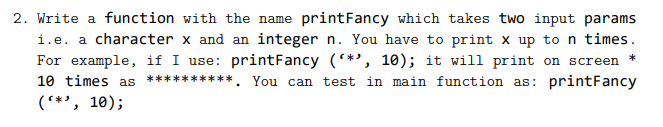 2. Write a function with the name printFancy which takes two input params
i.e. a character x and an integer n. You have to print x up to n times.
For example, if I use: printFancy (‘*’, 10); it will print on screen *
10 times as **********. You can test in main function as: printFancy
(‘*’, 10);